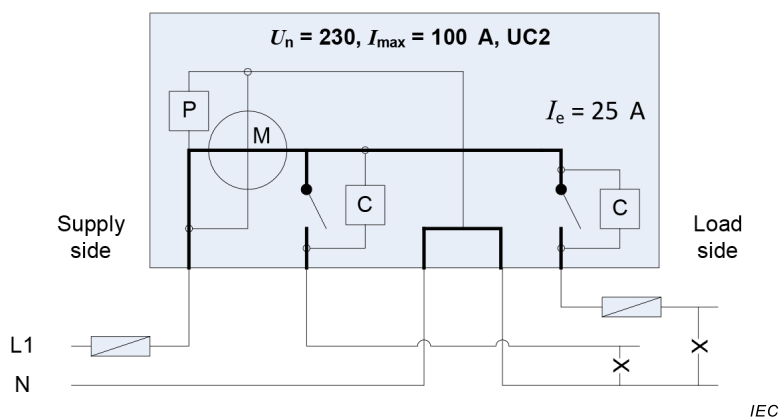 Un = 230, Imax = 100 A, UC2
P
M
Ie = 25 A
C
C
Supply
side
Load
side
L1
X
X
N
IEC